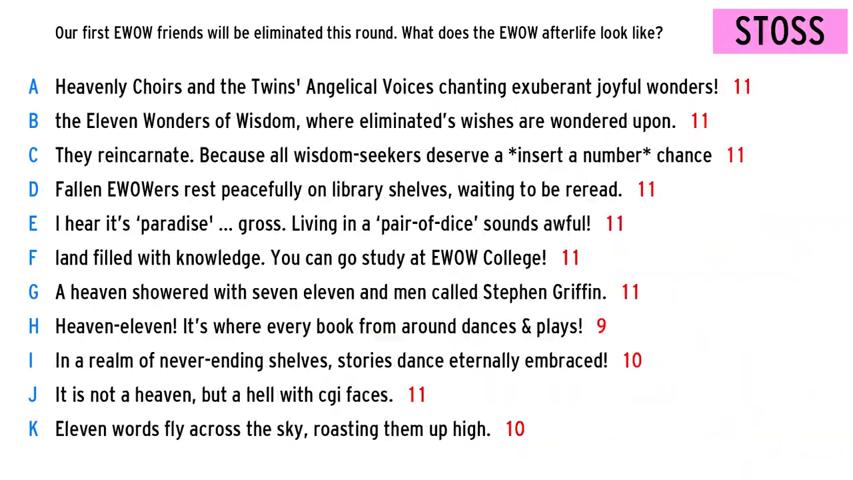 Our first EWOW friends will be eliminated this round. What does the EWOW afterlife look like?
STOSS
A Heavenly Choirs and the Twins' Angelical Voices chanting exuberant joyful wonders! 11
B the Eleven Wonders of Wisdom, where eliminated's wishes are wondered upon. 11
C They reincarnate. Because all wisdom-seekers deserve a *insert a number* chance 11
D Fallen EWOWers rest peacefully on library shelves, waiting to be reread. 11
E I hear it's ‘paradise' ... gross. Living in a ‘pair-of-dice’ sounds awful! 11
F land filled with knowledge. You can go study at EWOW College! 11
G A heaven showered with seven eleven and men called Stephen Griffin. 11
H Heaven-eleven! It's where every book from around dances & plays! 9
I In a realm of never-ending shelves, stories dance eternally embraced! 10
J It is not a heaven, but a hell with cgi faces. 11
K Eleven words fly across the sky, roasting them up high. 10